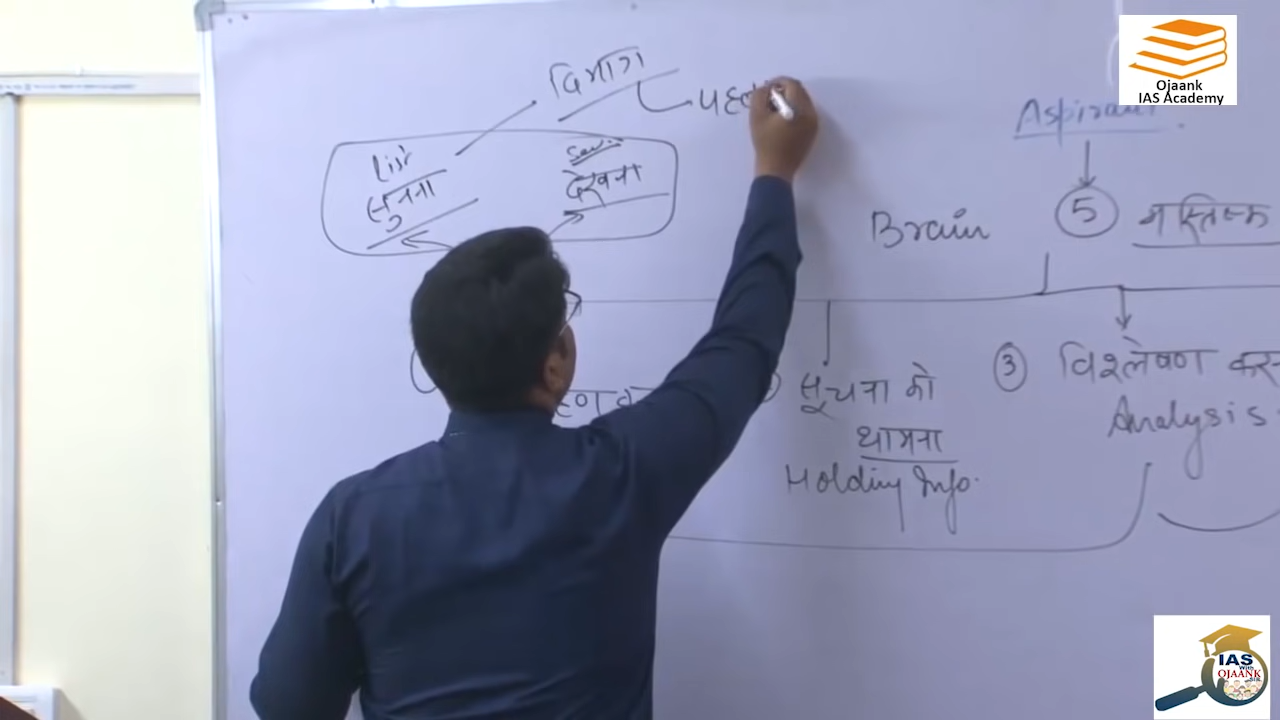 Ojaank
IAS Academy
Aspirant
List
सुनना
देखना
Brain
5
मस्तिष्क
सूचना को
थामना
Holding Info.
3
विश्लेषण कर
Analysis
IAS
With
OJAANK